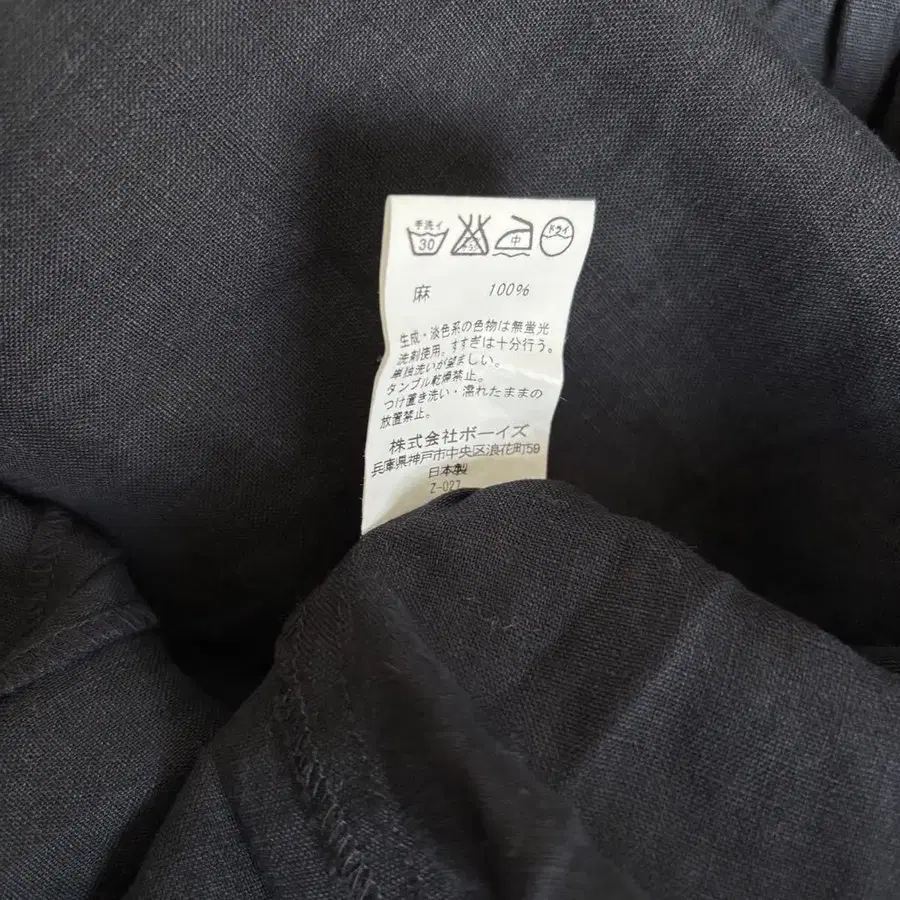 手洗イ
30
中
ドライ
麻 100%
生成・淡色系の色物は無蛍光
洗剤使用。すすぎは十分行う。
単独洗いが望ましい。
タンブル乾燥禁止。
つけ置き洗い・濡れたままの
放置禁止。
株式会社ボーイズ
兵庫県神戸市中央区浪花町59
日本製
Z-027